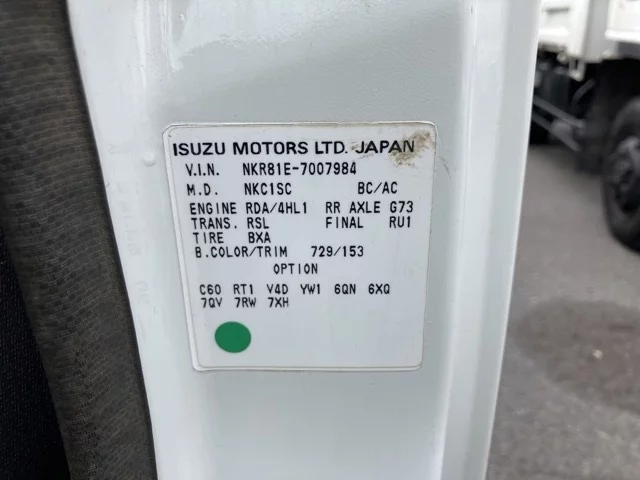 ISUZU MOTORS LTD. JAPAN
V.I.N. NKR81E-7007984
M.D. NKC1SC BC/AC
ENGINE RDA/4HL1 RR AXLE G73
TRANS. RSL FINAL RU1
TIRE BXA
B.COLOR/TRIM 729/153
OPTION
C60 RT1 V4D YW1 6QN 6XQ
7QV 7RW 7XH